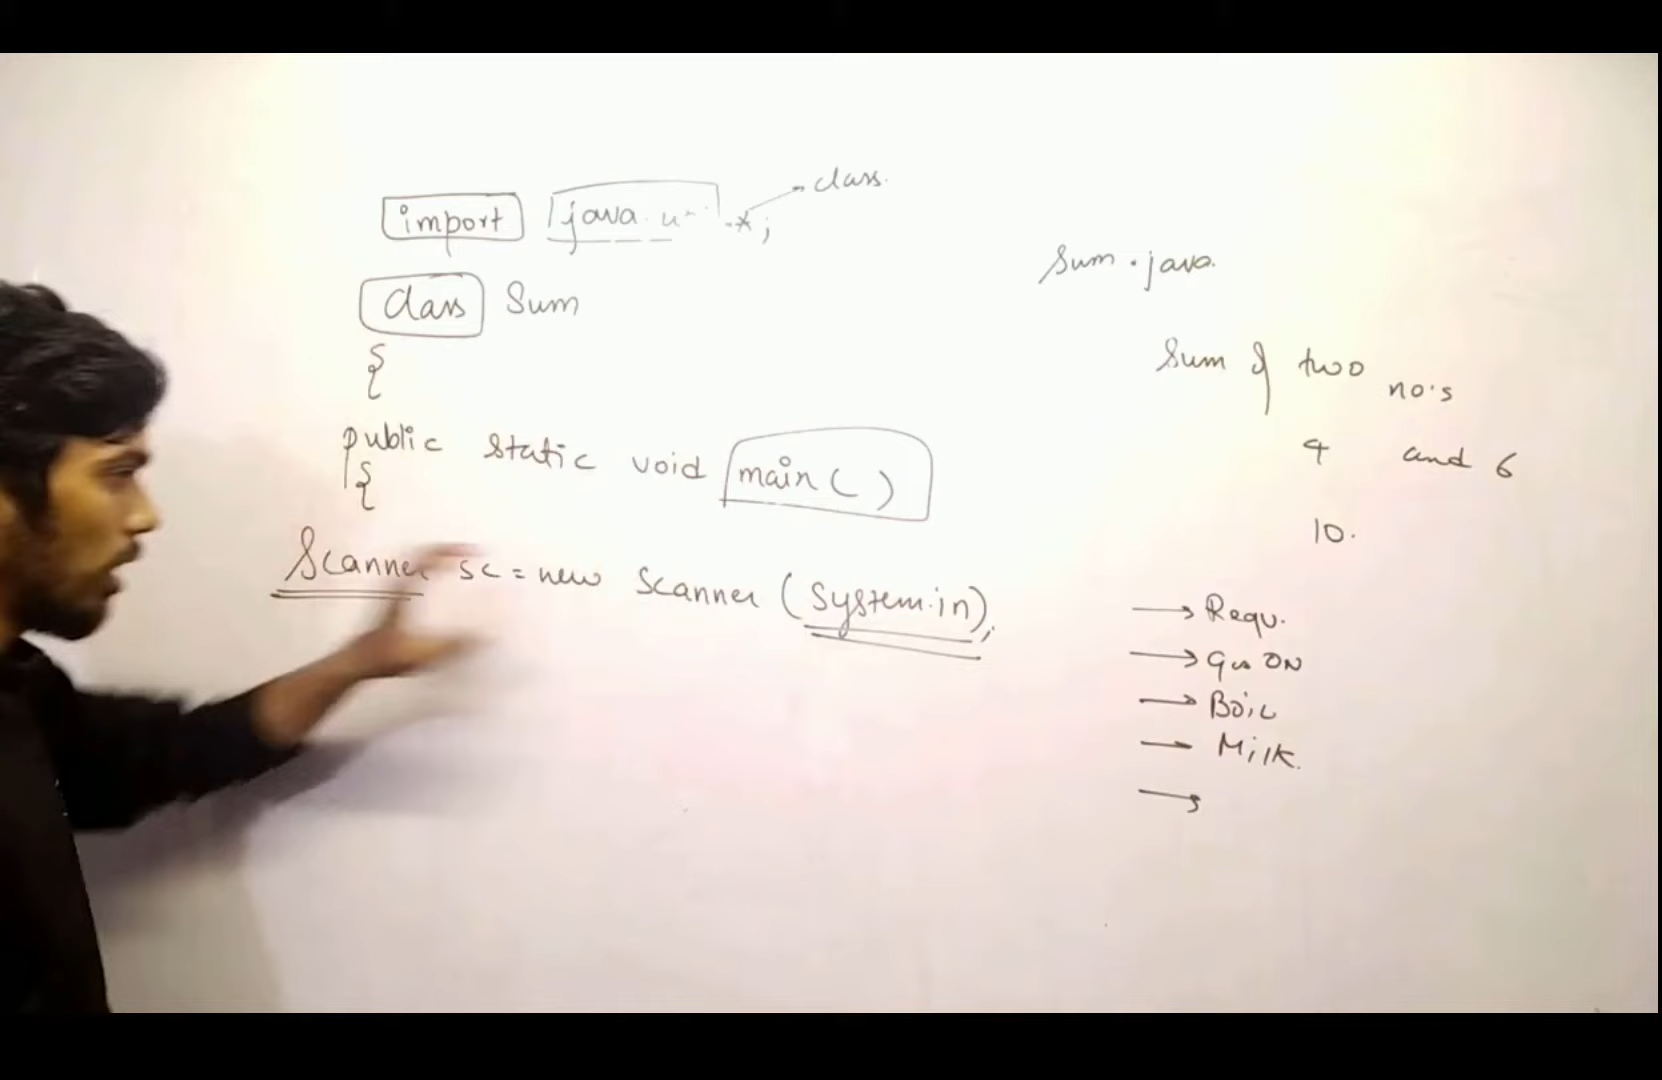 import java.u .*;
class.
class Sum
{
public static void main ( )
{
Scanner sc = new Scanner (System.in);
Sum.java.
Sum of two no's
4 and 6
10.
→ Requ.
→ Gas ON
→ Boil
→ Milk.
→